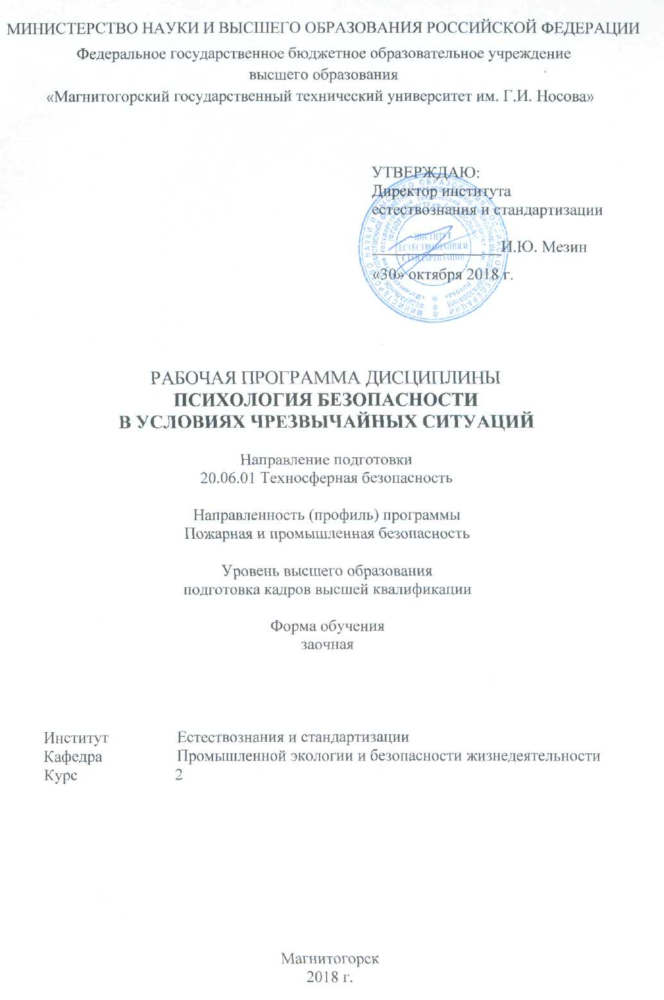 МИНИСТЕРСТВО НАУКИ И ВЫСШЕГО ОБРАЗОВАНИЯ РОССИЙСКОЙ ФЕДЕРАЦИИ
Федеральное государственное бюджетное образовательное учреждение
высшего образования
«Магнитогорский государственный технический университет им. Г.И. Носова»
УТВЕРЖДАЮ:
Директор института
естествознания и стандартизации
И.Ю. Мезин
«30» октября 2018 г.
ИНСТИТУТ
ЕСТЕСТВОЗНАНИЯ И
СТАНДАРТИЗАЦИИ
РАБОЧАЯ ПРОГРАММА ДИСЦИПЛИНЫ
ПСИХОЛОГИЯ БЕЗОПАСНОСТИ
В УСЛОВИЯХ ЧРЕЗВЫЧАЙНЫХ СИТУАЦИЙ
Направление подготовки
20.06.01 Техносферная безопасность
Направленность (профиль) программы
Пожарная и промышленная безопасность
Уровень высшего образования
подготовка кадров высшей квалификации
Форма обучения
заочная
Институт Естествознания и стандартизации
Кафедра Промышленной экологии и безопасности жизнедеятельности
Курс 2
Магнитогорск
2018 г.